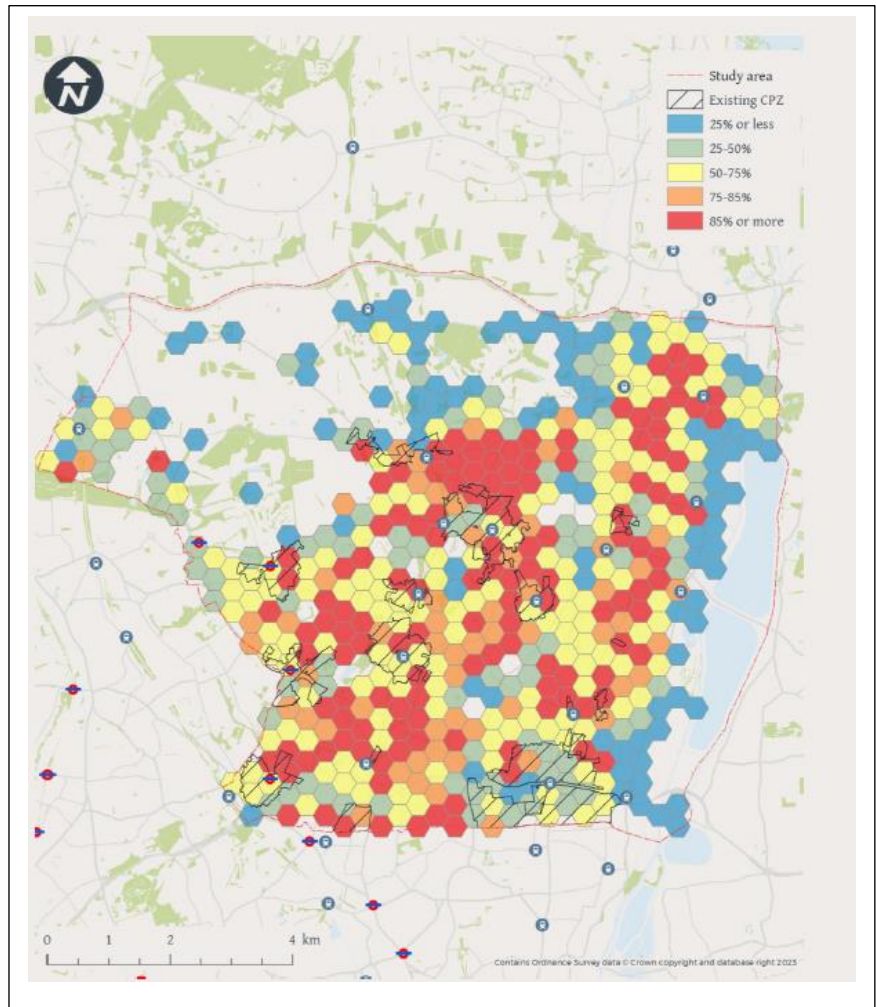 N
Study area
Existing CPZ
25% or less
25-50%
50-75%
75-85%
85% or more
0 1 2 4 km
Contains Ordnance Survey data © Crown copyright and database right 2023